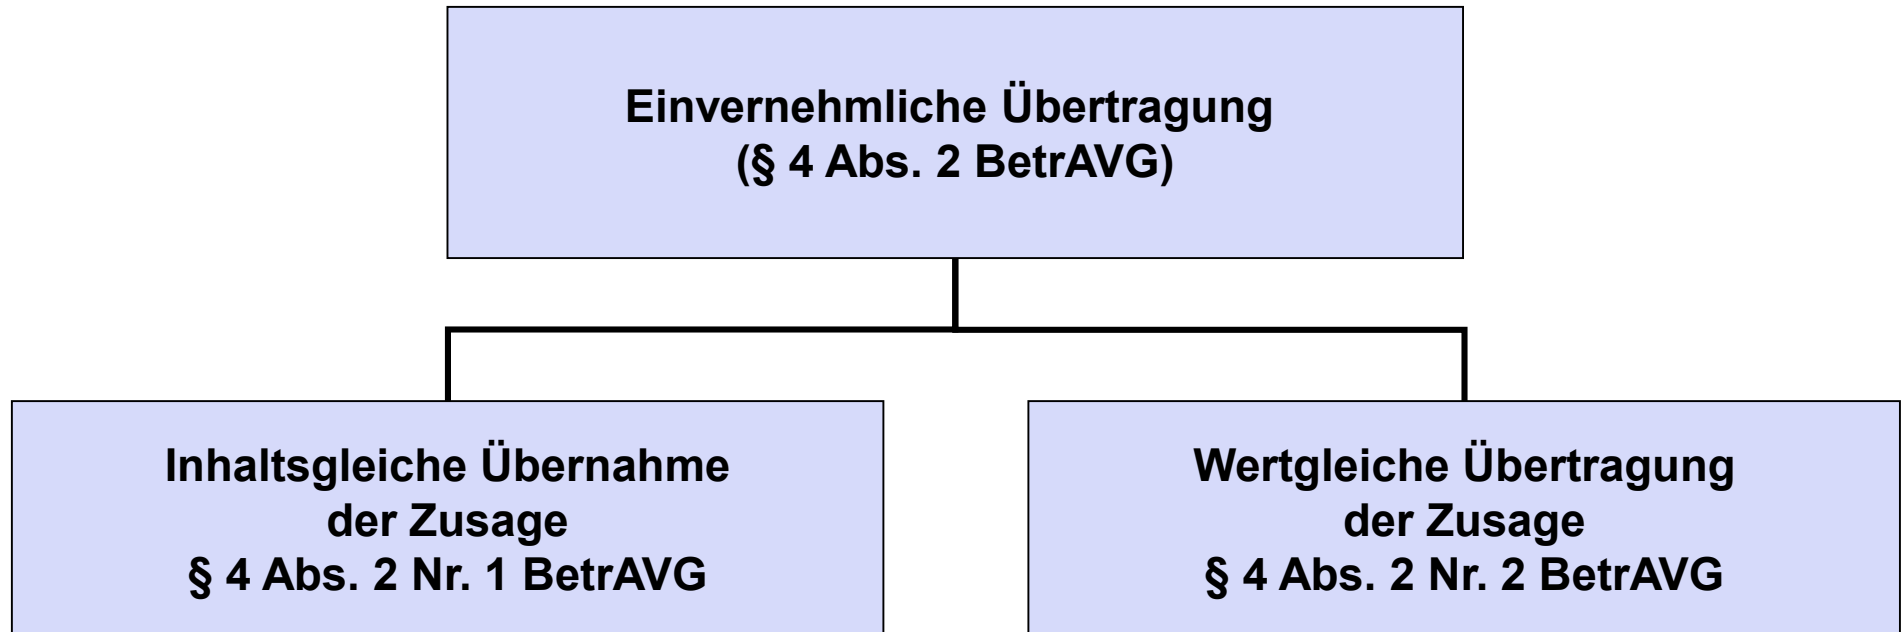 Einvernehmliche Übertragung
(§ 4 Abs. 2 BetrAVG)
Inhaltsgleiche Übernahme
der Zusage
§ 4 Abs. 2 Nr. 1 BetrAVG
Wertgleiche Übertragung
der Zusage
§ 4 Abs. 2 Nr. 2 BetrAVG